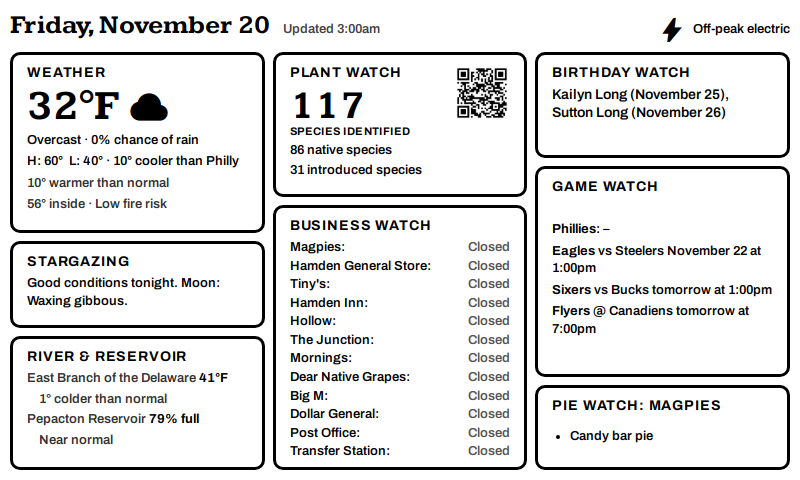 Friday, November 20 Updated 3:00am
Off-peak electric
WEATHER
32°F
Overcast · 0% chance of rain
H: 60° L: 40° · 10° cooler than Philly
10° warmer than normal
56° inside · Low fire risk
STARGAZING
Good conditions tonight. Moon:
Waxing gibbous.
RIVER & RESERVOIR
East Branch of the Delaware 41°F
1° colder than normal
Pepacton Reservoir 79% full
Near normal
PLANT WATCH
117
SPECIES IDENTIFIED
86 native species
31 introduced species
BUSINESS WATCH
Magpies: Closed
Hamden General Store: Closed
Tiny's: Closed
Hamden Inn: Closed
Hollow: Closed
The Junction: Closed
Mornings: Closed
Dear Native Grapes: Closed
Big M: Closed
Dollar General: Closed
Post Office: Closed
Transfer Station: Closed
BIRTHDAY WATCH
Kailyn Long (November 25),
Sutton Long (November 26)
GAME WATCH
Phillies: –
Eagles vs Steelers November 22 at
1:00pm
Sixers vs Bucks tomorrow at 1:00pm
Flyers @ Canadiens tomorrow at
7:00pm
PIE WATCH: MAGPIES
• Candy bar pie